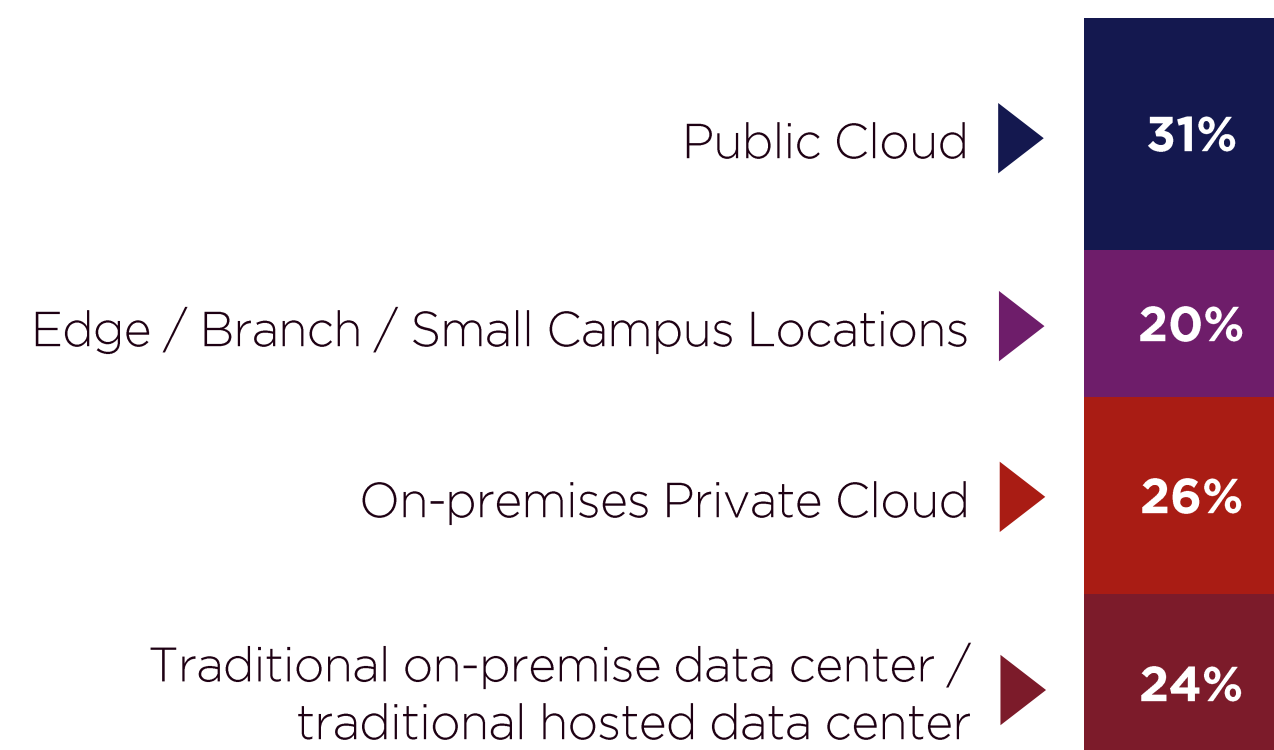 Public Cloud
31%
Edge / Branch / Small Campus Locations
20%
On-premises Private Cloud
26%
Traditional on-premise data center /
traditional hosted data center
24%